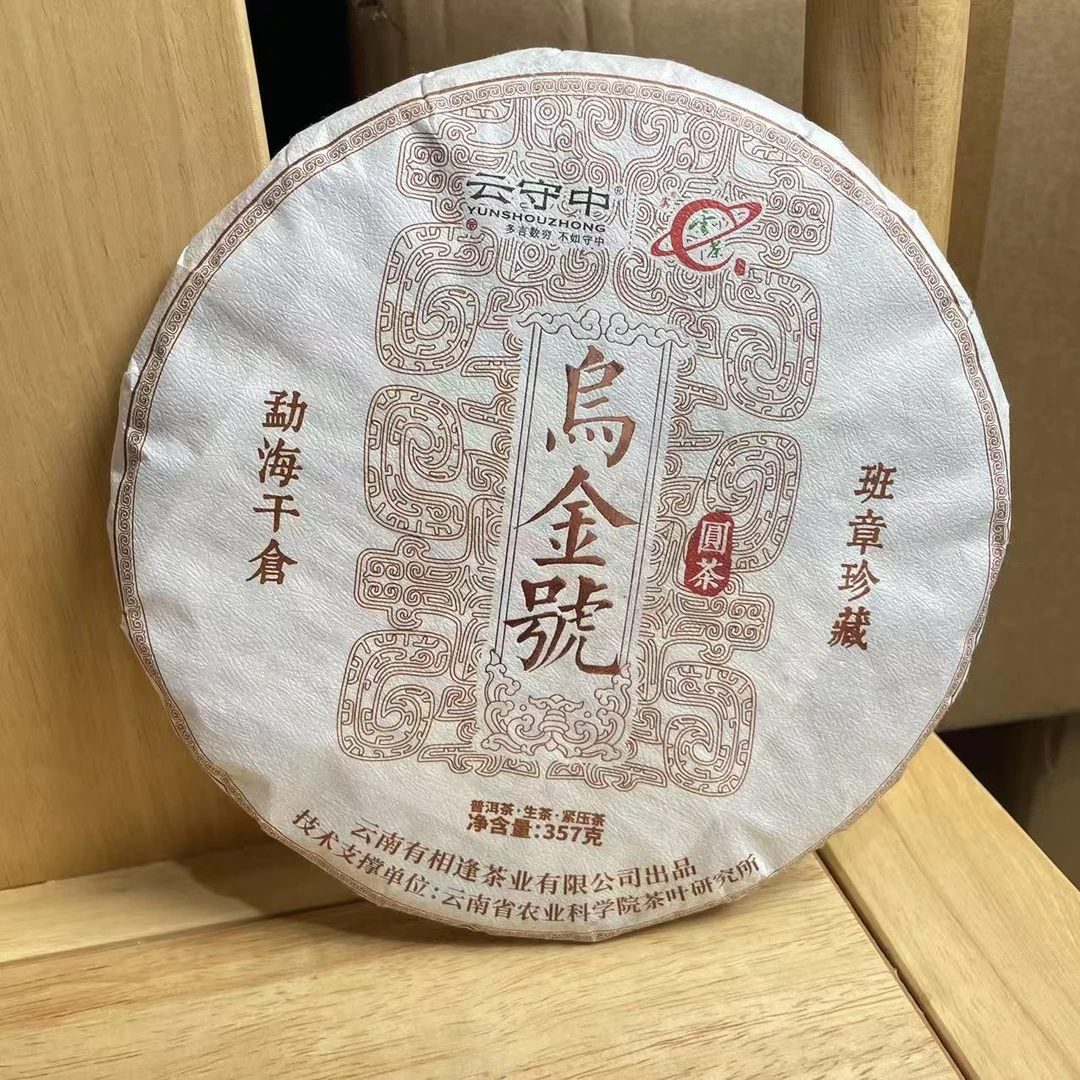 云守中®
YUNSHOUZHONG
多言数穷 不如守中
雲茶
烏金號
圓茶
勐海干倉
班章珍藏
普洱茶·生茶·紧压茶
净含量:357克
云南有相逢茶业有限公司出品
技术支撑单位:云南省农业科学院茶叶研究所